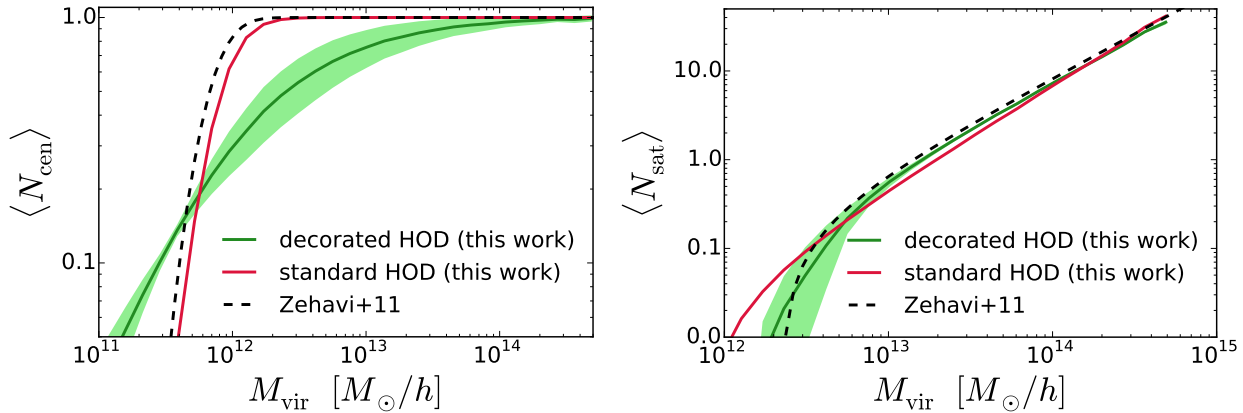 1.0
0.1
⟨N_cen⟩
decorated HOD (this work)
standard HOD (this work)
Zehavi+11
10^11 10^12 10^13 10^14
M_vir [M_⊙/h]
10.0
1.0
0.1
0.0
⟨N_sat⟩
decorated HOD (this work)
standard HOD (this work)
Zehavi+11
10^12 10^13 10^14 10^15
M_vir [M_⊙/h]